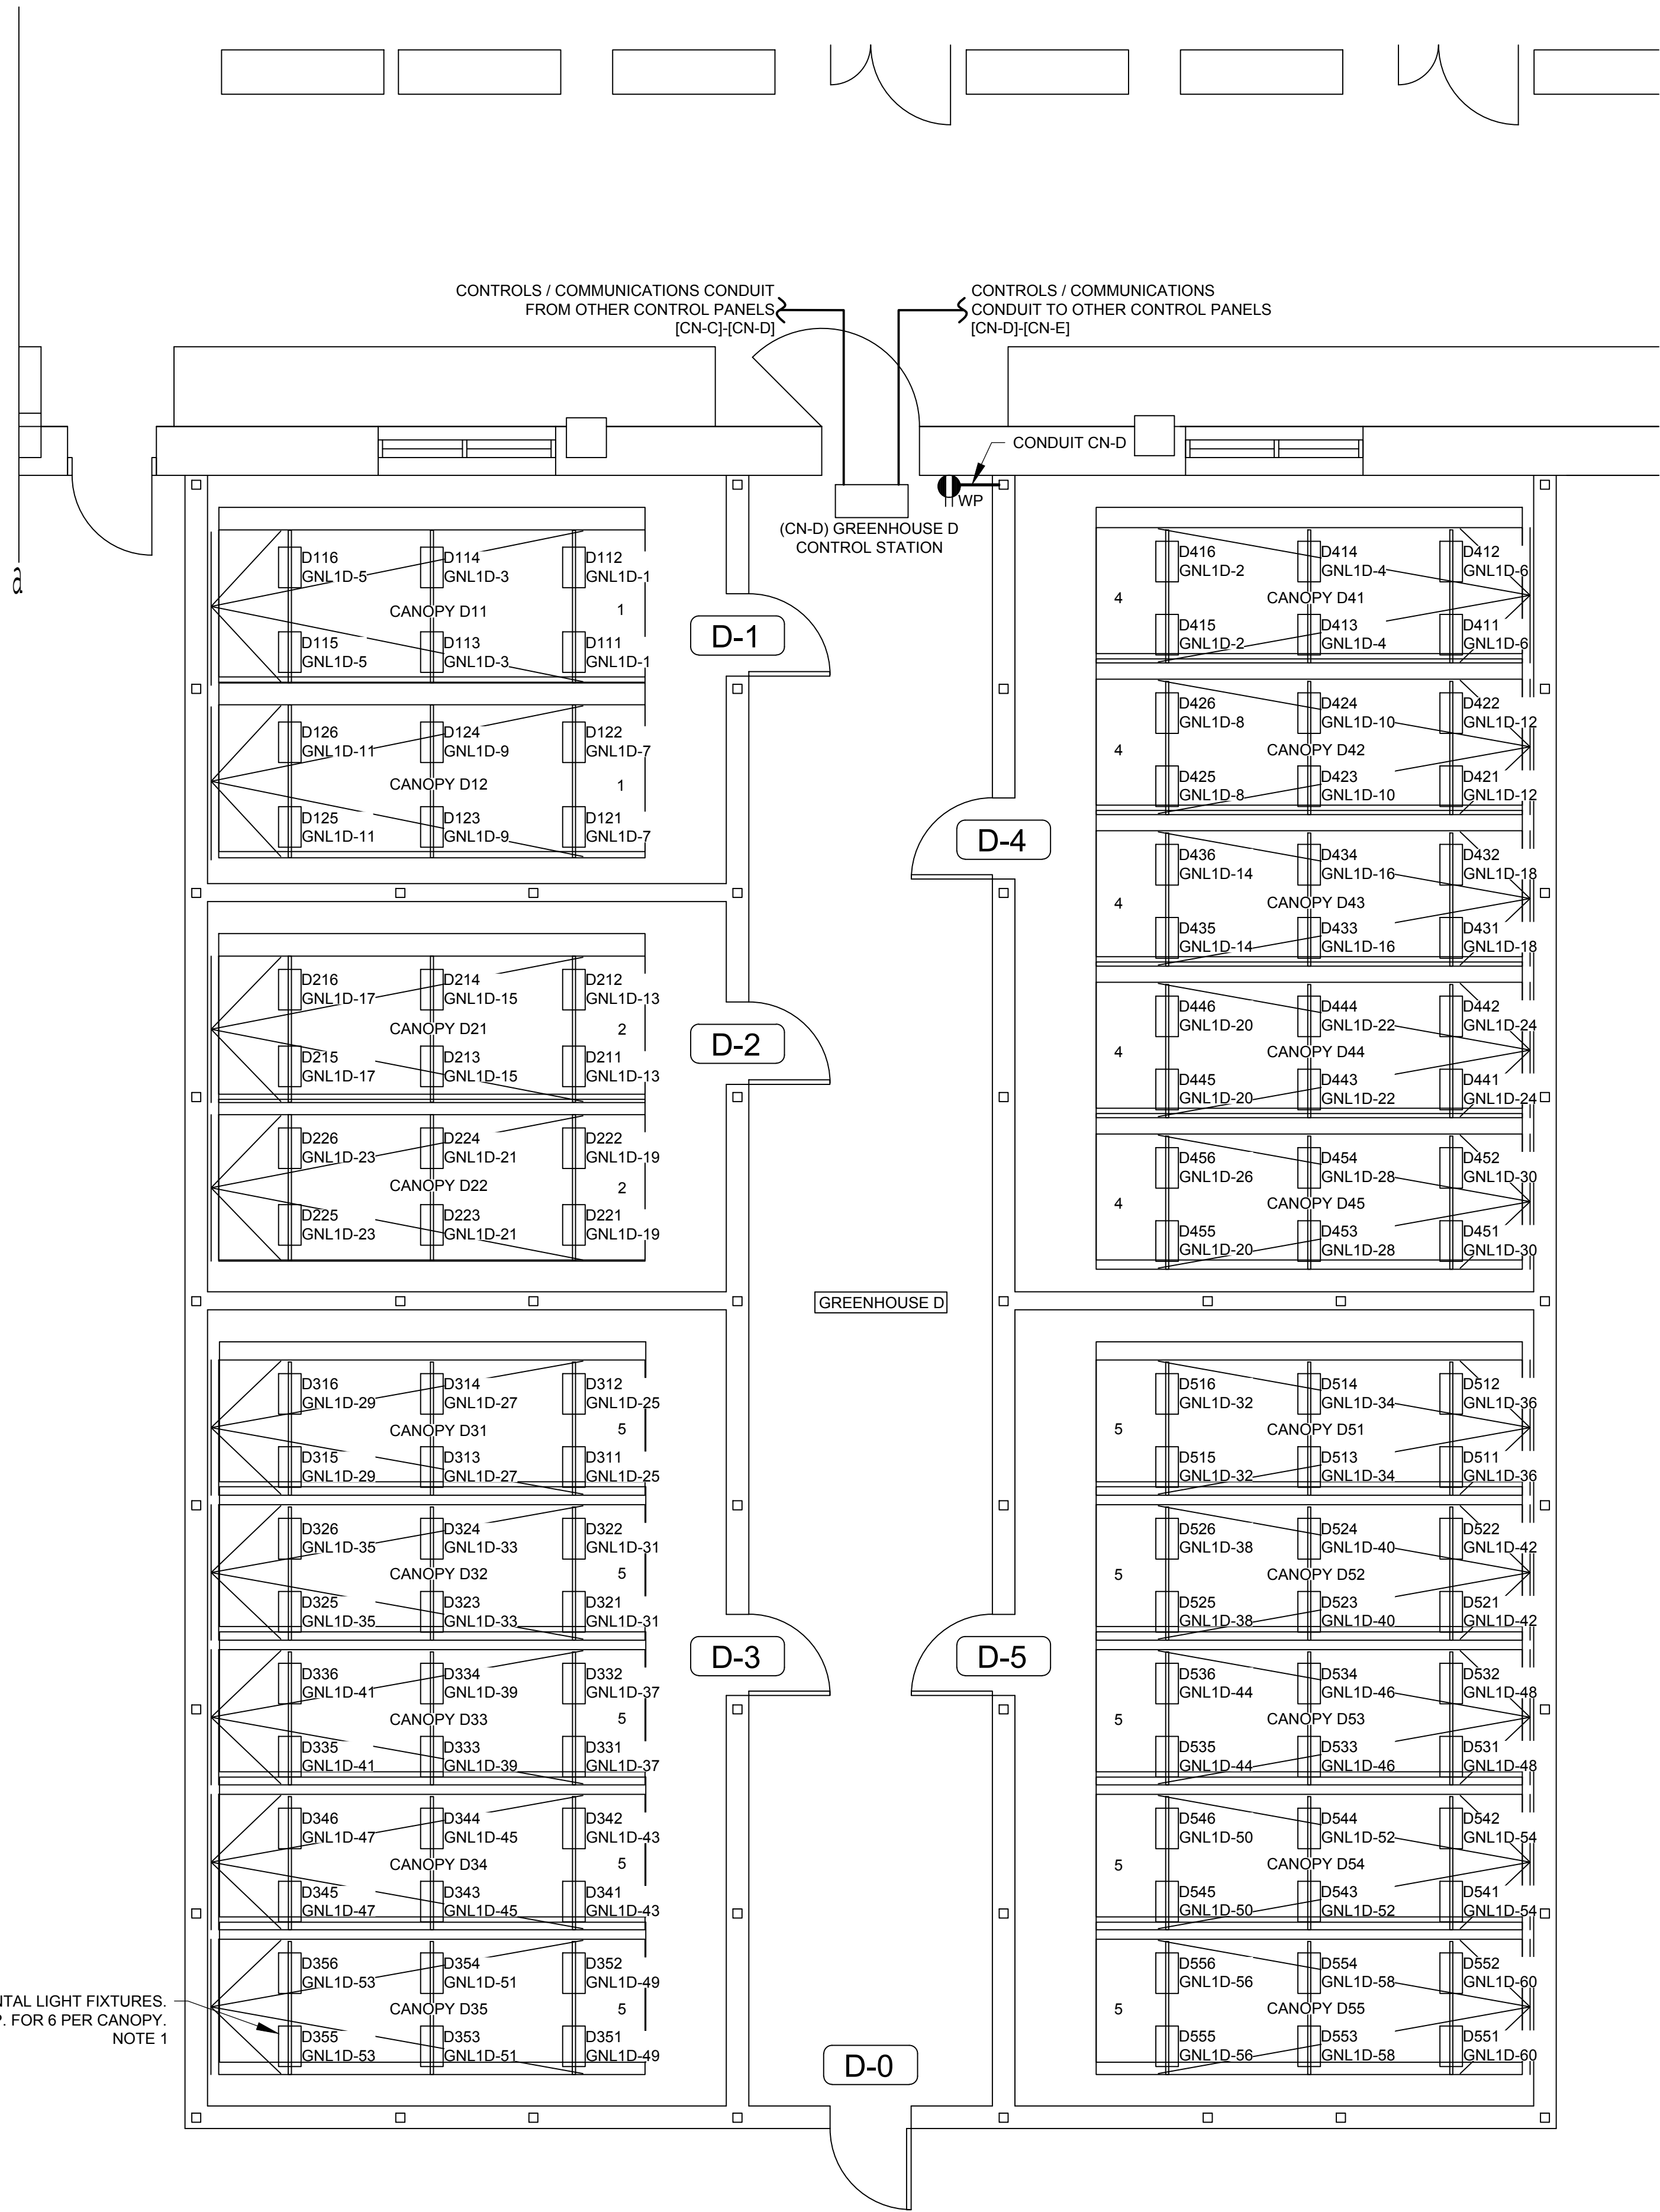 CONTROLS / COMMUNICATIONS CONDUIT
FROM OTHER CONTROL PANELS
[CN-C]-[CN-D]
CONTROLS / COMMUNICATIONS
CONDUIT TO OTHER CONTROL PANELS
[CN-D]-[CN-E]
CONDUIT CN-D
WP
(CN-D) GREENHOUSE D
CONTROL STATION
a
D116 D114 D112
GNL1D-5 GNL1D-3 GNL1D-1
CANOPY D11 1
D115 D113 D111
GNL1D-5 GNL1D-3 GNL1D-1
D-1
D126 D124 D122
GNL1D-11 GNL1D-9 GNL1D-7
CANOPY D12 1
D125 D123 D121
GNL1D-11 GNL1D-9 GNL1D-7
D216 D214 D212
GNL1D-17 GNL1D-15 GNL1D-13
CANOPY D21 2
D215 D213 D211
GNL1D-17 GNL1D-15 GNL1D-13
D-2
D226 D224 D222
GNL1D-23 GNL1D-21 GNL1D-19
CANOPY D22 2
D225 D223 D221
GNL1D-23 GNL1D-21 GNL1D-19
GREENHOUSE D
D316 D314 D312
GNL1D-29 GNL1D-27 GNL1D-25
CANOPY D31 5
D315 D313 D311
GNL1D-29 GNL1D-27 GNL1D-25
D326 D324 D322
GNL1D-35 GNL1D-33 GNL1D-31
CANOPY D32 5
D325 D323 D321
GNL1D-35 GNL1D-33 GNL1D-31
D-3
D336 D334 D332
GNL1D-41 GNL1D-39 GNL1D-37
CANOPY D33 5
D335 D333 D331
GNL1D-41 GNL1D-39 GNL1D-37
D346 D344 D342
GNL1D-47 GNL1D-45 GNL1D-43
CANOPY D34 5
D345 D343 D341
GNL1D-47 GNL1D-45 GNL1D-43
D356 D354 D352
GNL1D-53 GNL1D-51 GNL1D-49
CANOPY D35 5
D355 D353 D351
GNL1D-53 GNL1D-51 GNL1D-49
LIGHT FIXTURES.
FOR 6 PER CANOPY.
NOTE 1
D-0
D416 D414 D412
GNL1D-2 GNL1D-4 GNL1D-6
4 CANOPY D41
D415 D413 D411
GNL1D-2 GNL1D-4 GNL1D-6
D426 D424 D422
GNL1D-8 GNL1D-10 GNL1D-12
4 CANOPY D42
D425 D423 D421
GNL1D-8 GNL1D-10 GNL1D-12
D-4
D436 D434 D432
GNL1D-14 GNL1D-16 GNL1D-18
4 CANOPY D43
D435 D433 D431
GNL1D-14 GNL1D-16 GNL1D-18
D446 D444 D442
GNL1D-20 GNL1D-22 GNL1D-24
4 CANOPY D44
D445 D443 D441
GNL1D-20 GNL1D-22 GNL1D-24
D456 D454 D452
GNL1D-26 GNL1D-28 GNL1D-30
4 CANOPY D45
D455 D453 D451
GNL1D-20 GNL1D-28 GNL1D-30
D516 D514 D512
GNL1D-32 GNL1D-34 GNL1D-36
5 CANOPY D51
D515 D513 D511
GNL1D-32 GNL1D-34 GNL1D-36
D526 D524 D522
GNL1D-38 GNL1D-40 GNL1D-42
5 CANOPY D52
D525 D523 D521
GNL1D-38 GNL1D-40 GNL1D-42
D-5
D536 D534 D532
GNL1D-44 GNL1D-46 GNL1D-48
5 CANOPY D53
D535 D533 D531
GNL1D-44 GNL1D-46 GNL1D-48
D546 D544 D542
GNL1D-50 GNL1D-52 GNL1D-54
5 CANOPY D54
D545 D543 D541
GNL1D-50 GNL1D-52 GNL1D-54
D556 D554 D552
GNL1D-56 GNL1D-58 GNL1D-60
5 CANOPY D55
D555 D553 D551
GNL1D-56 GNL1D-58 GNL1D-60